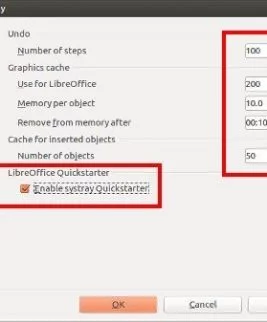 y
Undo
Number of steps 100
Graphics cache
Use for LibreOffice 200
Memory per object 10.0
Remove from memory after 00:10
Cache for inserted objects
Number of objects 50
LibreOffice Quickstarter
Enable systray Quickstarter
OK Cancel